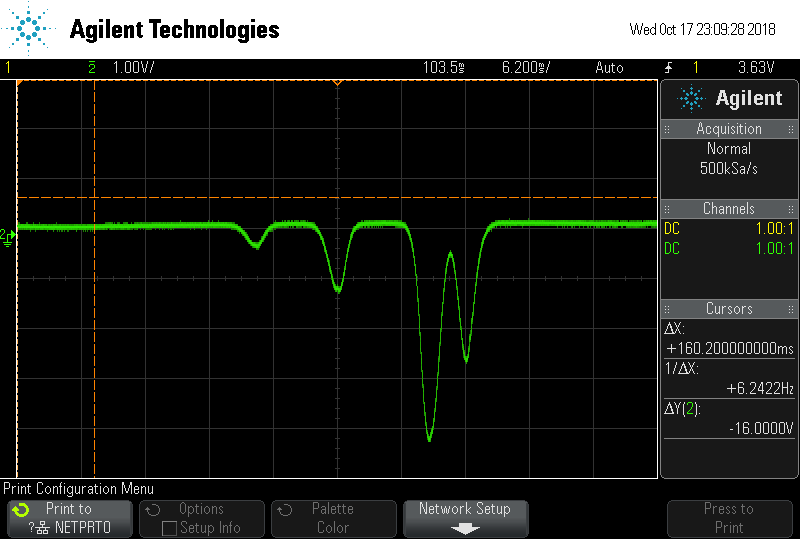 Agilent Technologies
Wed Oct 17 23:09:28 2018
1 2 1.00V/ 103.5ms 6.200ms/ Auto 1 3.63V
Agilent
Acquisition
Normal
500kSa/s
Channels
DC 1.00:1
DC 1.00:1
Cursors
ΔX:
+160.200000000ms
1/ΔX:
+6.2422Hz
ΔY(2):
-16.0000V
2
Print Configuration Menu
Print to
? NETPRT0
Options
Setup Info
Palette
Color
Network Setup
Press to
Print